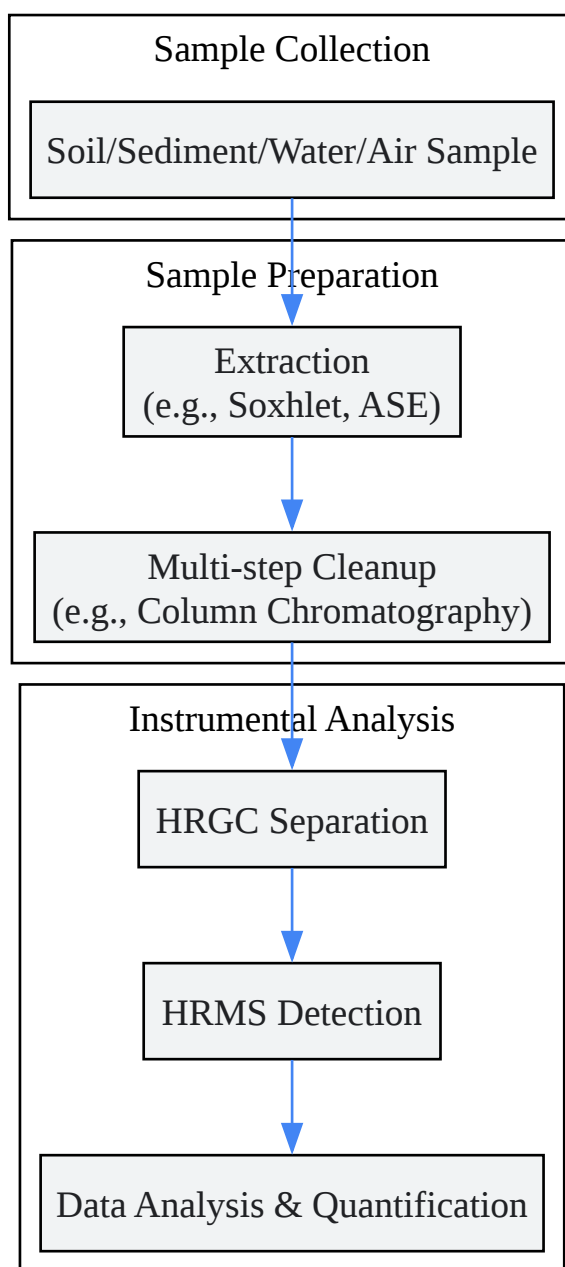 Sample Collection
Soil/Sediment/Water/Air Sample
Sample Preparation
Extraction
(e.g., Soxhlet, ASE)
Multi-step Cleanup
(e.g., Column Chromatography)
Instrumental Analysis
HRGC Separation
HRMS Detection
Data Analysis & Quantification